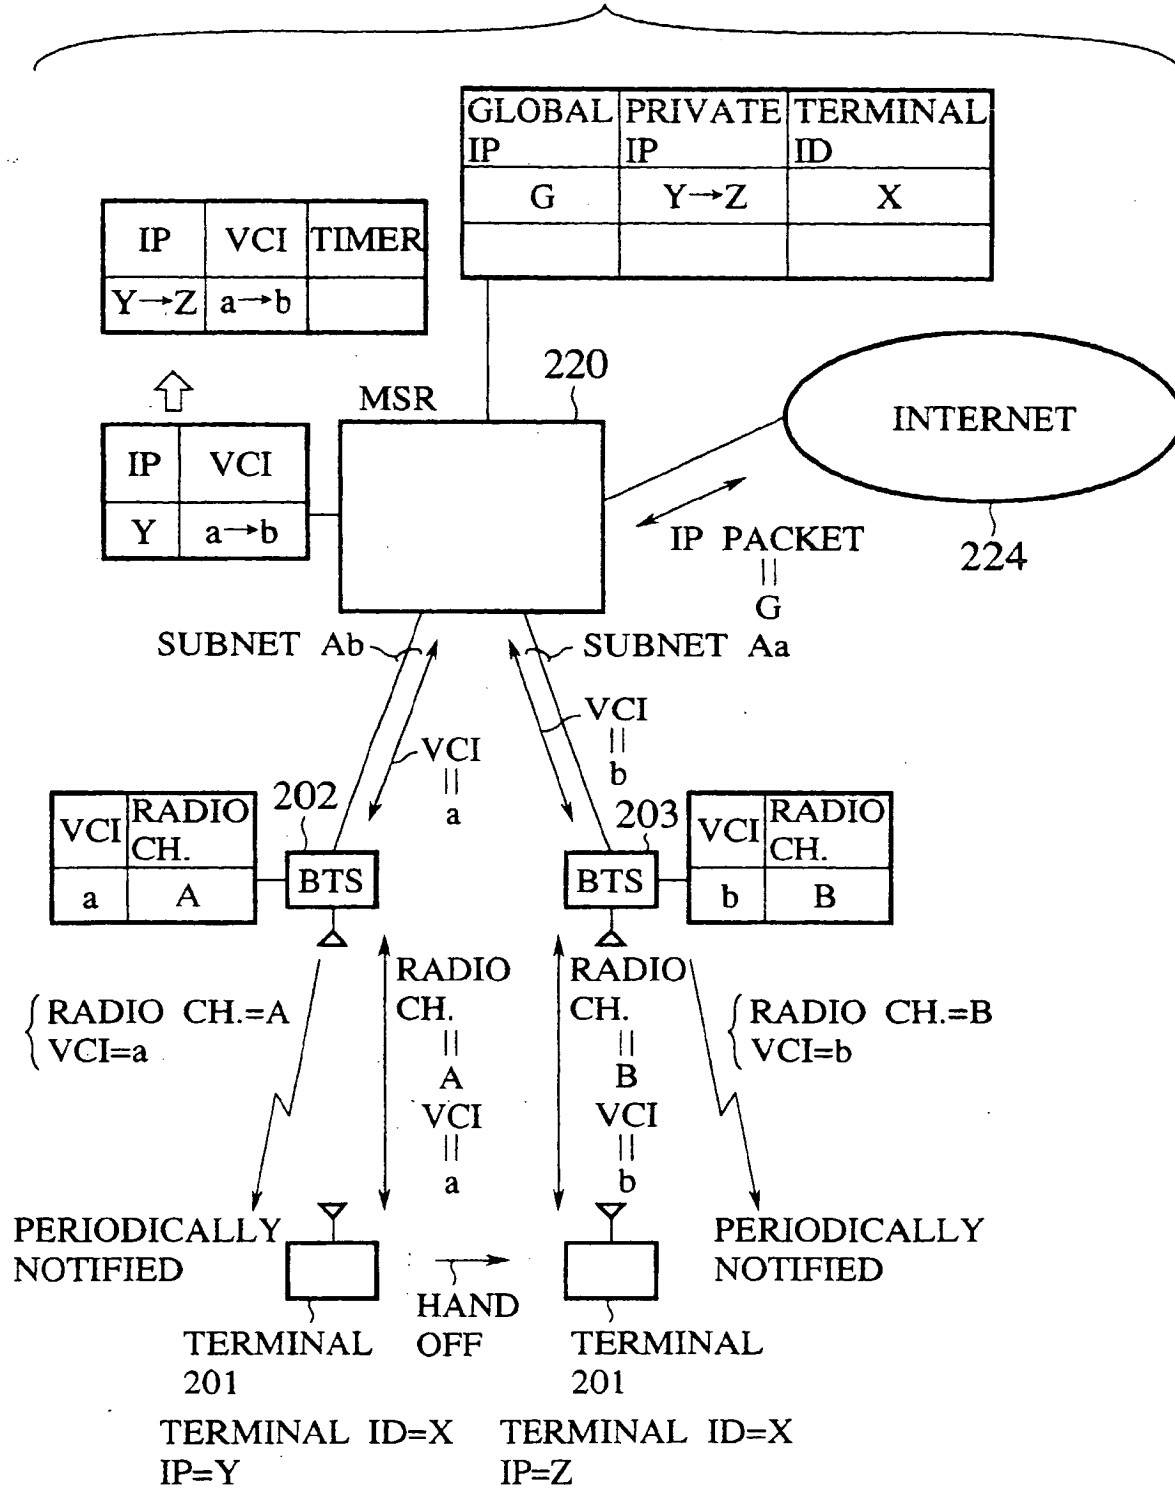 GLOBAL IP
PRIVATE IP
TERMINAL ID
G
Y→Z
X
IP
VCI
TIMER
Y→Z
a→b
220
MSR
INTERNET
IP
VCI
Y
a→b
IP PACKET
||
G
224
SUBNET Ab
SUBNET Aa
VCI
||
b
VCI
||
a
202
203
VCI
RADIO CH.
a
A
BTS
BTS
VCI
RADIO CH.
b
B
RADIO CH.
||
A
VCI
||
a
RADIO CH.
||
B
VCI
||
b
{ RADIO CH.=A
VCI=a
{ RADIO CH.=B
VCI=b
PERIODICALLY
NOTIFIED
PERIODICALLY
NOTIFIED
HAND
OFF
TERMINAL
201
TERMINAL
201
TERMINAL ID=X
IP=Y
TERMINAL ID=X
IP=Z